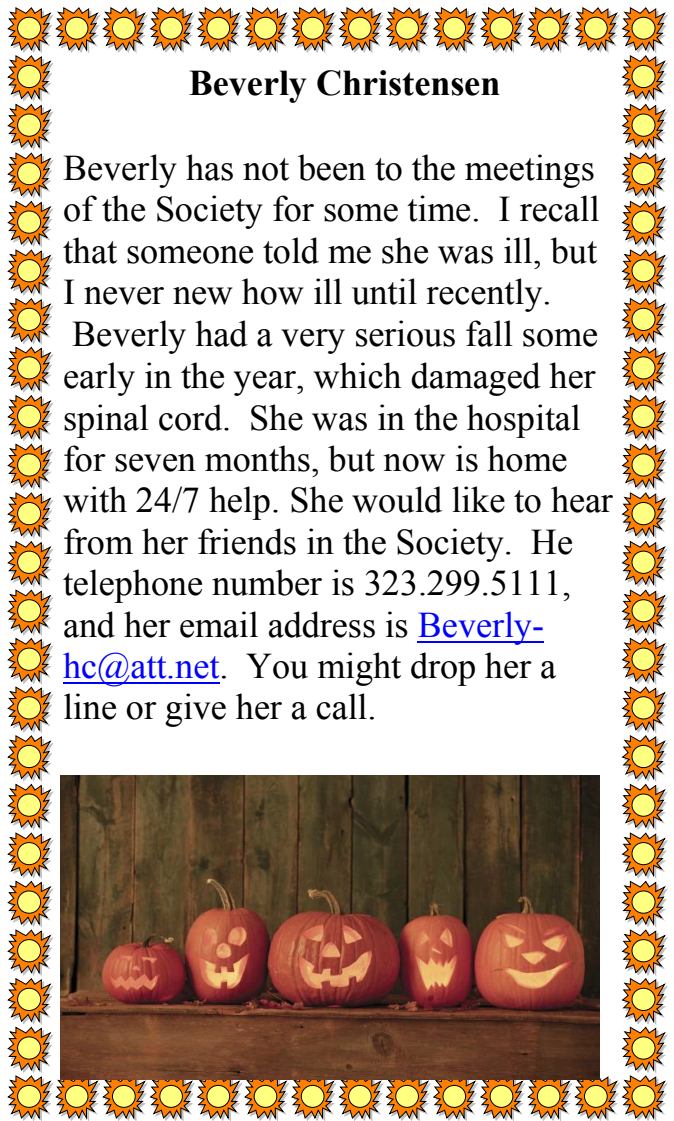 Beverly Christensen
Beverly has not been to the meetings
of the Society for some time.  I recall
that someone told me she was ill, but
I never new how ill until recently.
Beverly had a very serious fall some
early in the year, which damaged her
spinal cord.  She was in the hospital
for seven months, but now is home
with 24/7 help. She would like to hear
from her friends in the Society.  He
telephone number is 323.299.5111,
and her email address is Beverly-
hc@att.net.  You might drop her a
line or give her a call.